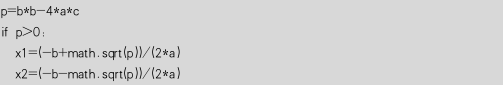 p=b*b-4*a*c
if p>0:
x1=(-b+math.sqrt(p))/(2*a)
x2=(-b-math.sqrt(p))/(2*a)